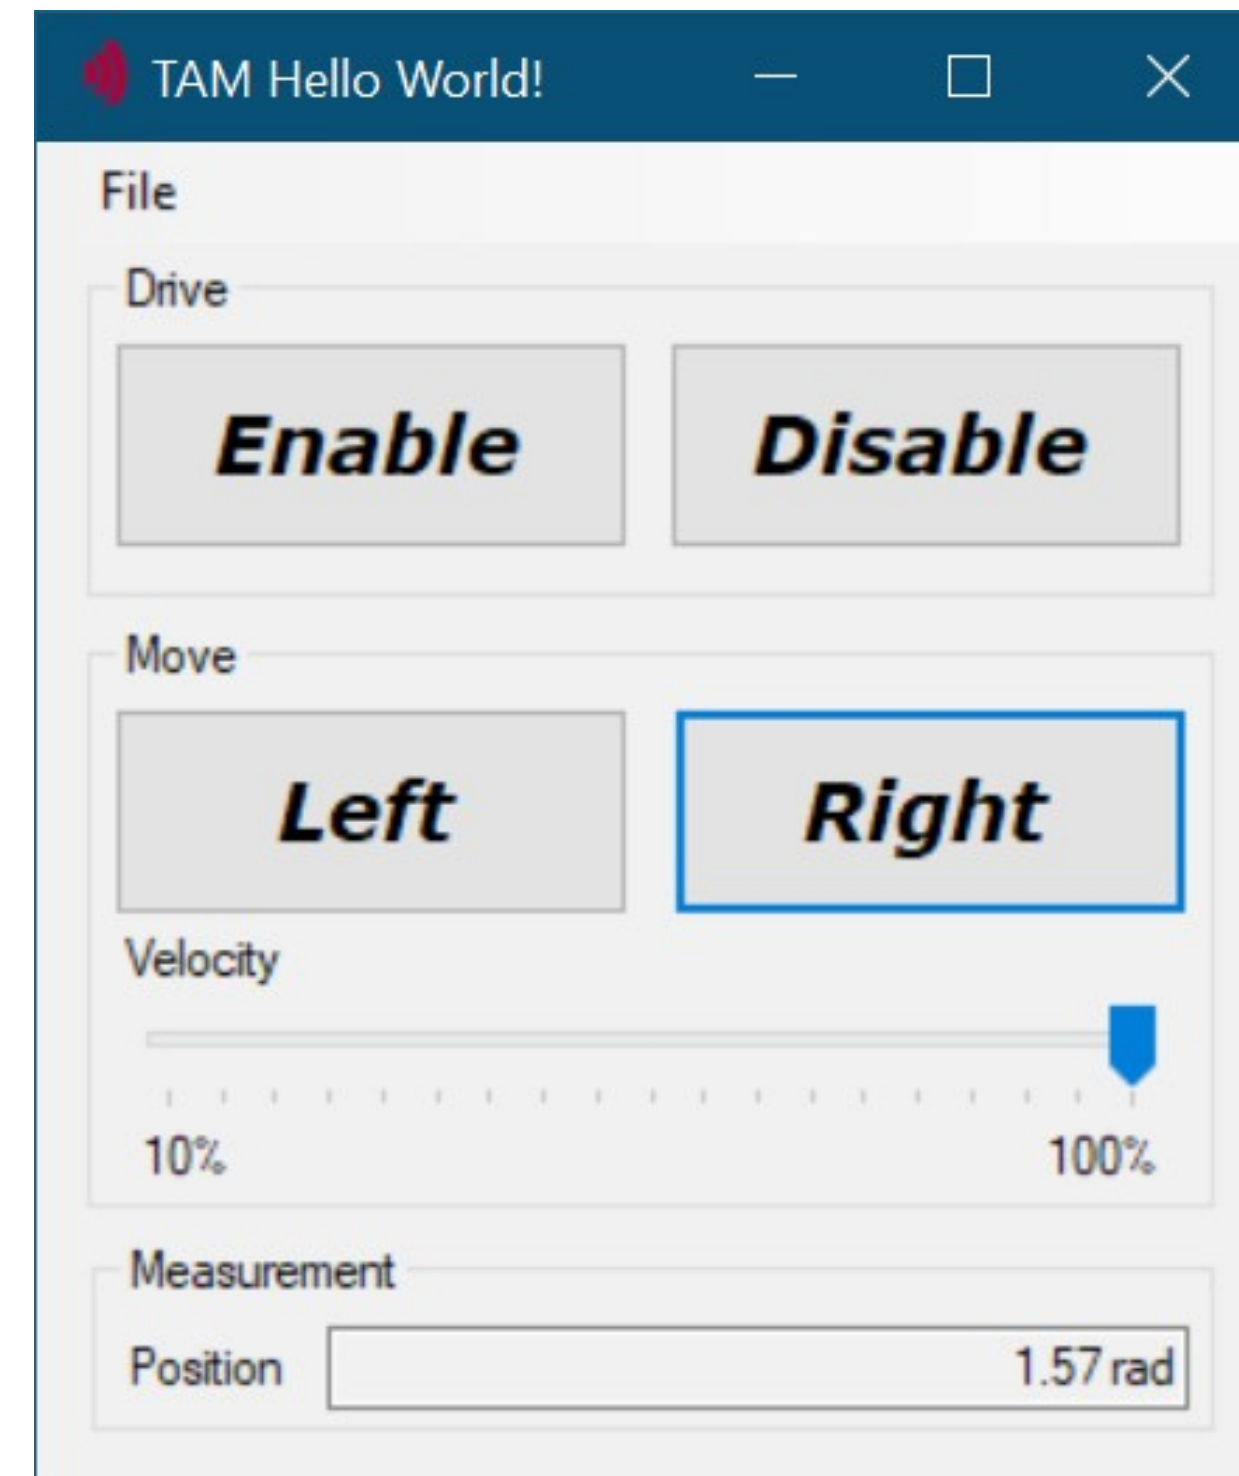 TAM Hello World!
File
Drive
Enable Disable
Move
Left Right
Velocity
10% 100%
Measurement
Position 1.57 rad